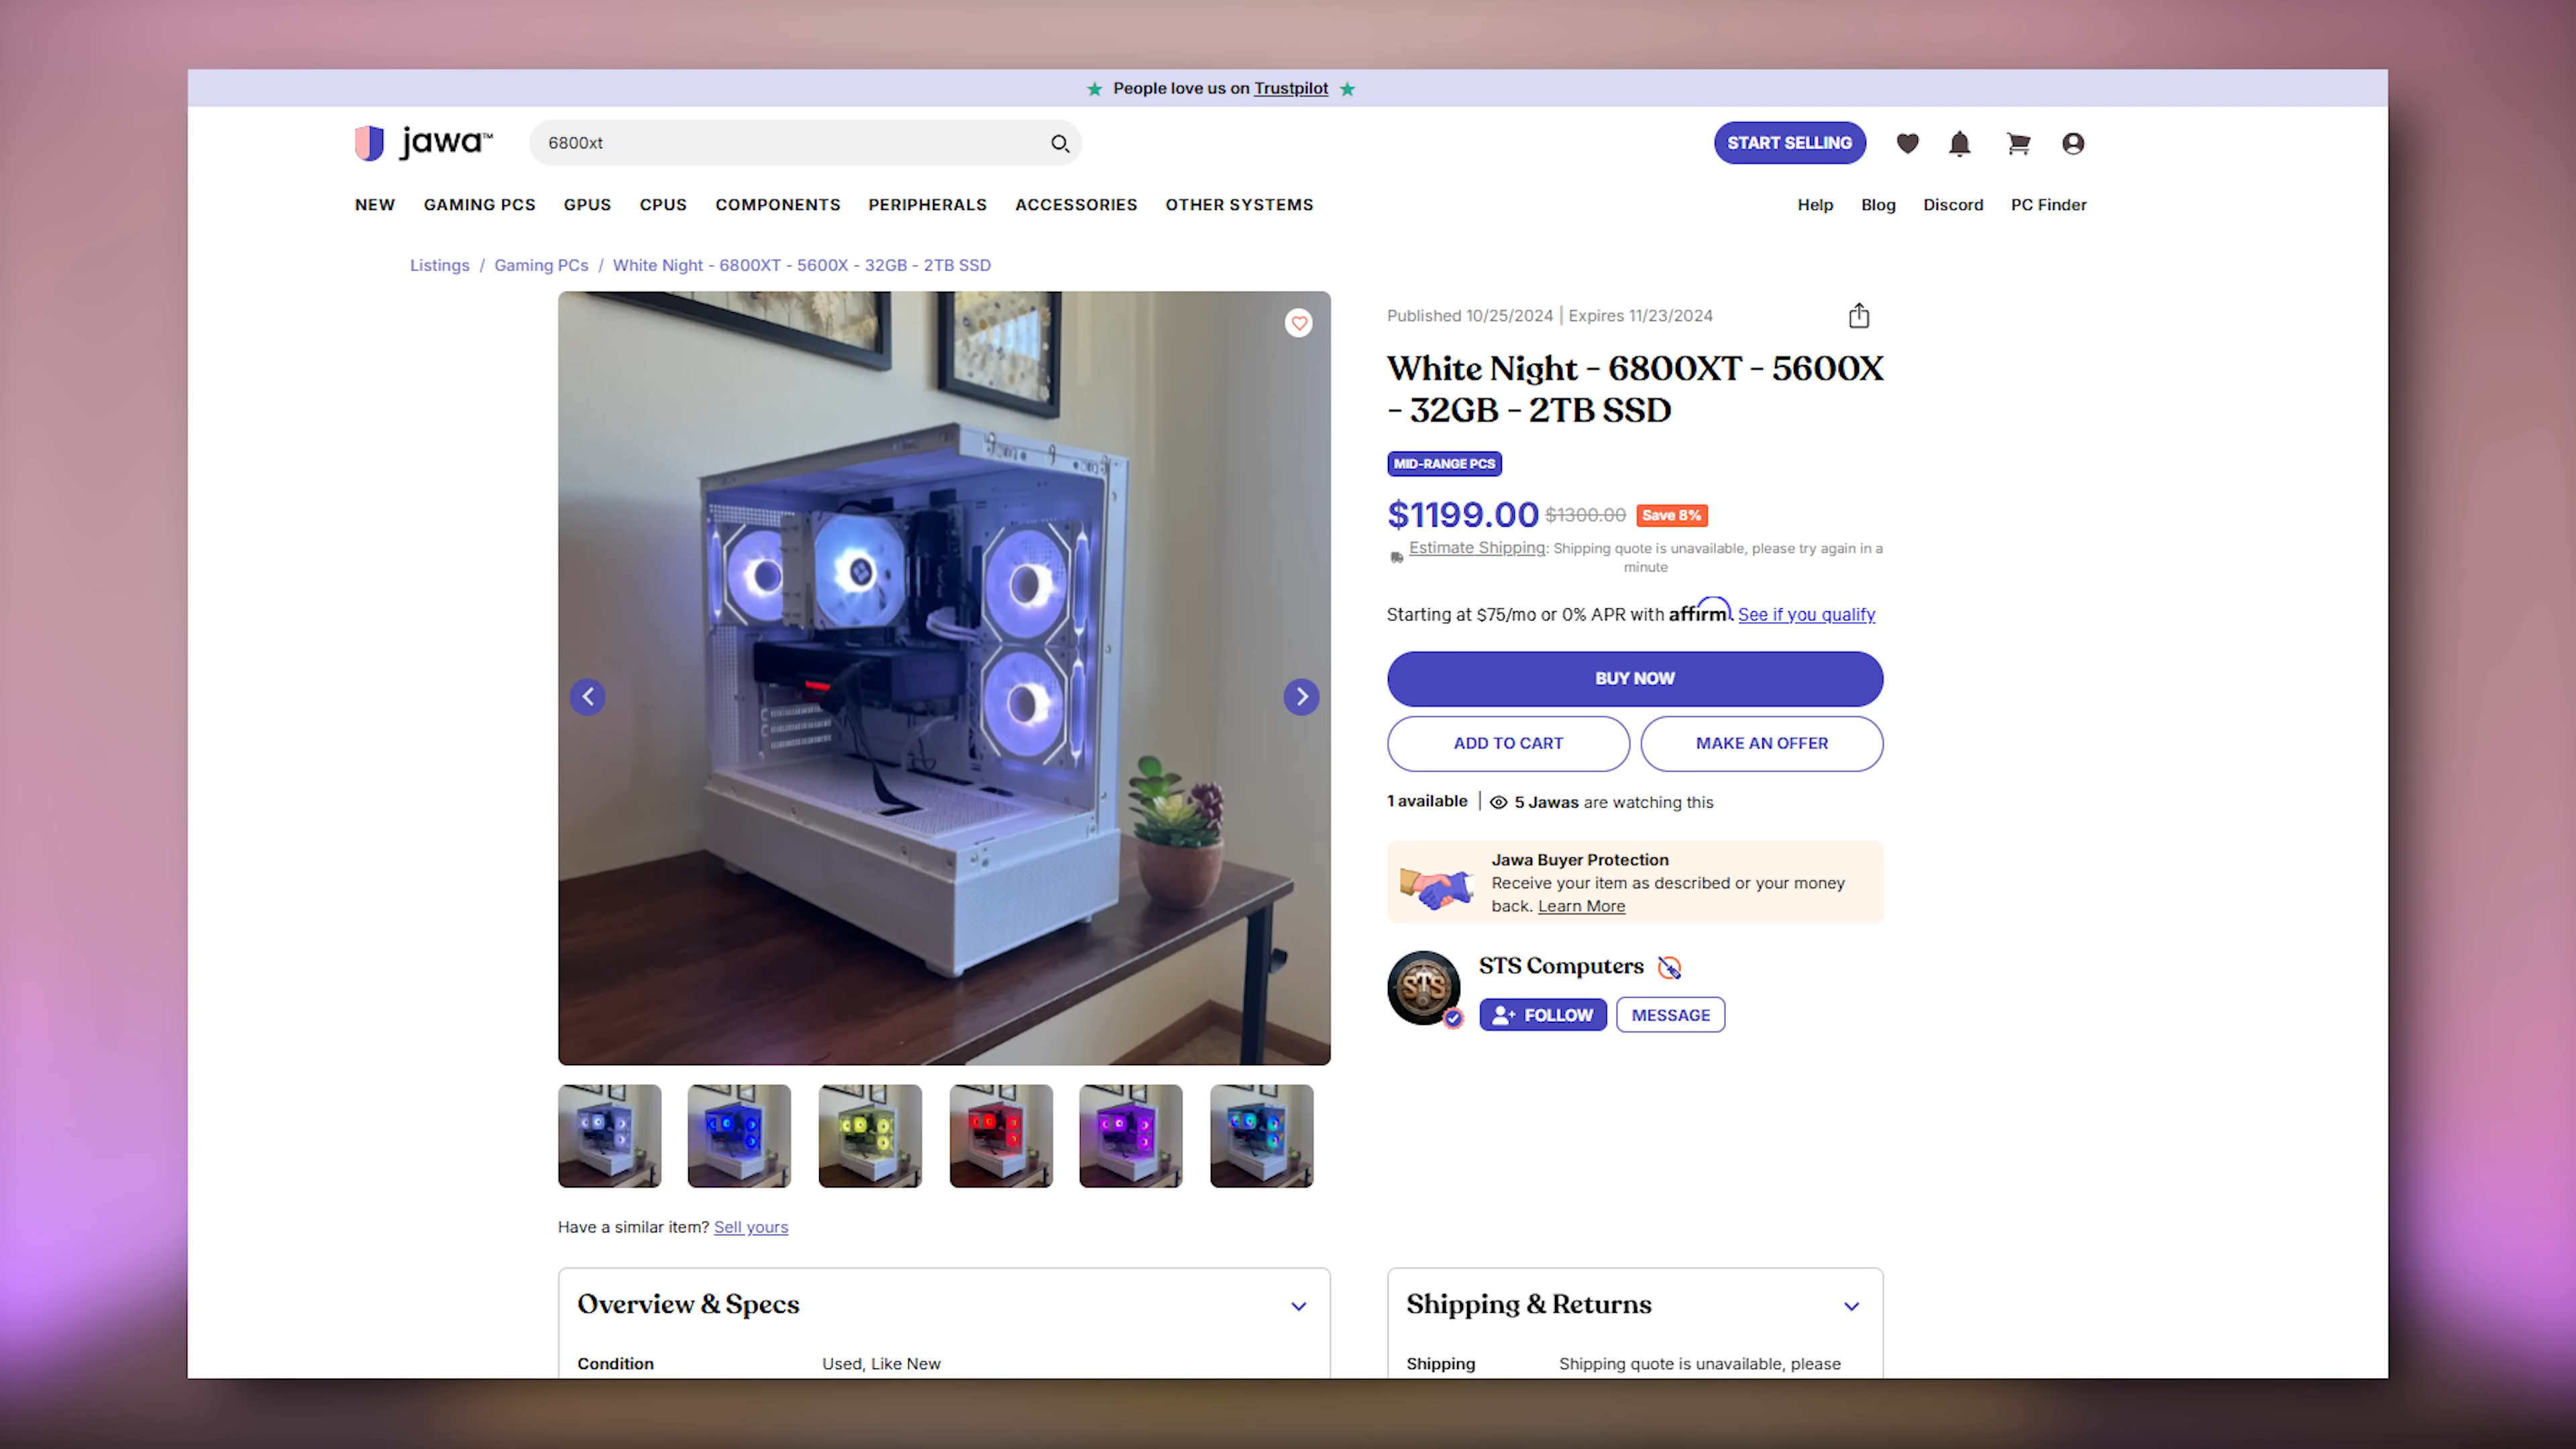 People love us on Trustpilot
jawa™
6800xt
START SELLING
NEW GAMING PCS GPUS CPUS COMPONENTS PERIPHERALS ACCESSORIES OTHER SYSTEMS
Help Blog Discord PC Finder
Listings / Gaming PCs / White Night - 6800XT - 5600X - 32GB - 2TB SSD
Published 10/25/2024 | Expires 11/23/2024
White Night - 6800XT - 5600X
- 32GB - 2TB SSD
MID-RANGE PCS
$1199.00 $1300.00 Save 8%
Estimate Shipping: Shipping quote is unavailable, please try again in a
minute
Starting at $75/mo or 0% APR with affirm. See if you qualify
BUY NOW
ADD TO CART
MAKE AN OFFER
1 available | 5 Jawas are watching this
Jawa Buyer Protection
Receive your item as described or your money
back. Learn More
STS
STS Computers
FOLLOW
MESSAGE
Have a similar item? Sell yours
Overview & Specs
Condition Used, Like New
Shipping & Returns
Shipping Shipping quote is unavailable, please